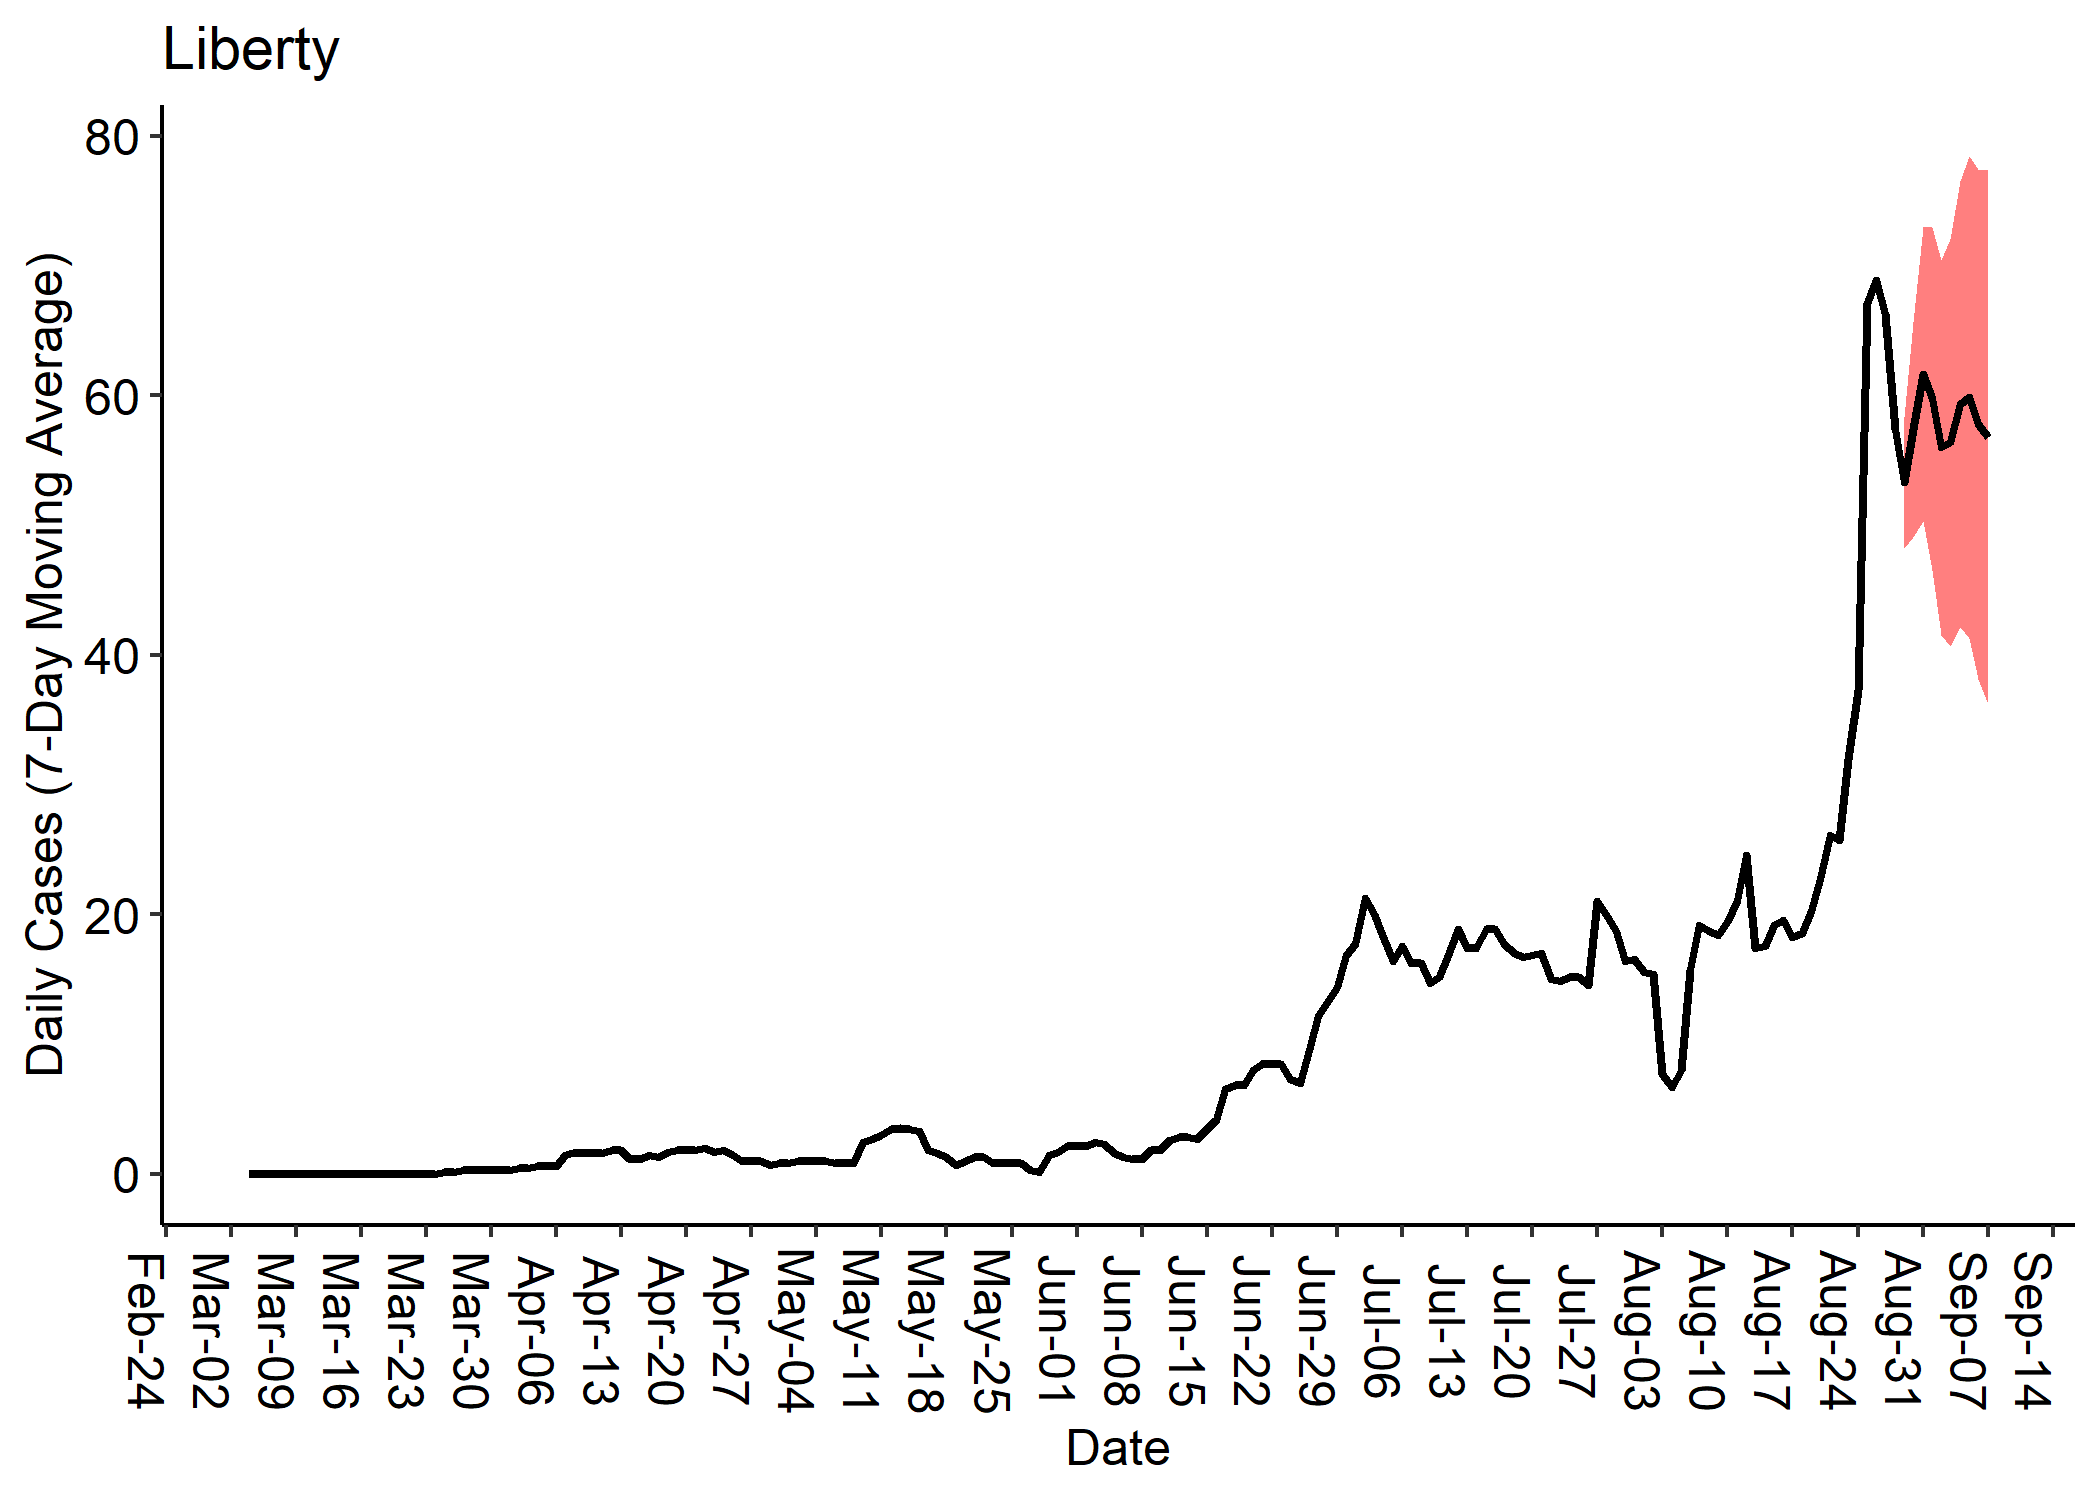 Liberty
Daily Cases (7-Day Moving Average)
80
60
40
20
0
Feb-24
Mar-02
Mar-09
Mar-16
Mar-23
Mar-30
Apr-06
Apr-13
Apr-20
Apr-27
May-04
May-11
May-18
May-25
Jun-01
Jun-08
Jun-15
Jun-22
Jun-29
Jul-06
Jul-13
Jul-20
Jul-27
Aug-03
Aug-10
Aug-17
Aug-24
Aug-31
Sep-07
Sep-14
Date